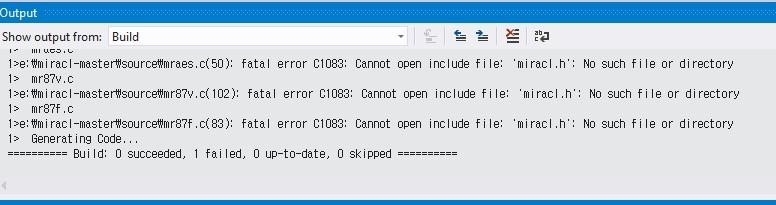 Output
Show output from: Build
1> mraes.c
1>e:₩miracl-master₩source₩mraes.c(50): fatal error C1083: Cannot open include file: 'miracl.h': No such file or directory
1> mr87v.c
1>e:₩miracl-master₩source₩mr87v.c(102): fatal error C1083: Cannot open include file: 'miracl.h': No such file or directory
1> mr87f.c
1>e:₩miracl-master₩source₩mr87f.c(83): fatal error C1083: Cannot open include file: 'miracl.h': No such file or directory
1> Generating Code...
========== Build: 0 succeeded, 1 failed, 0 up-to-date, 0 skipped ==========